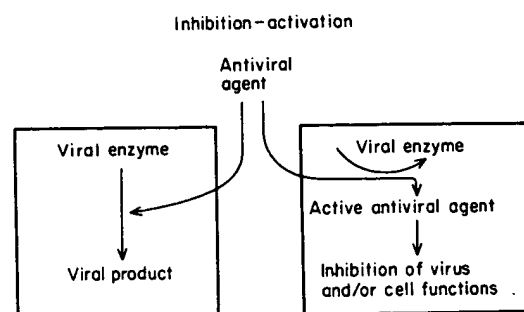 Inhibition-activation
Antiviral
agent
Viral enzyme
Viral product
Viral enzyme
Active antiviral agent
Inhibition of virus
and/or cell functions